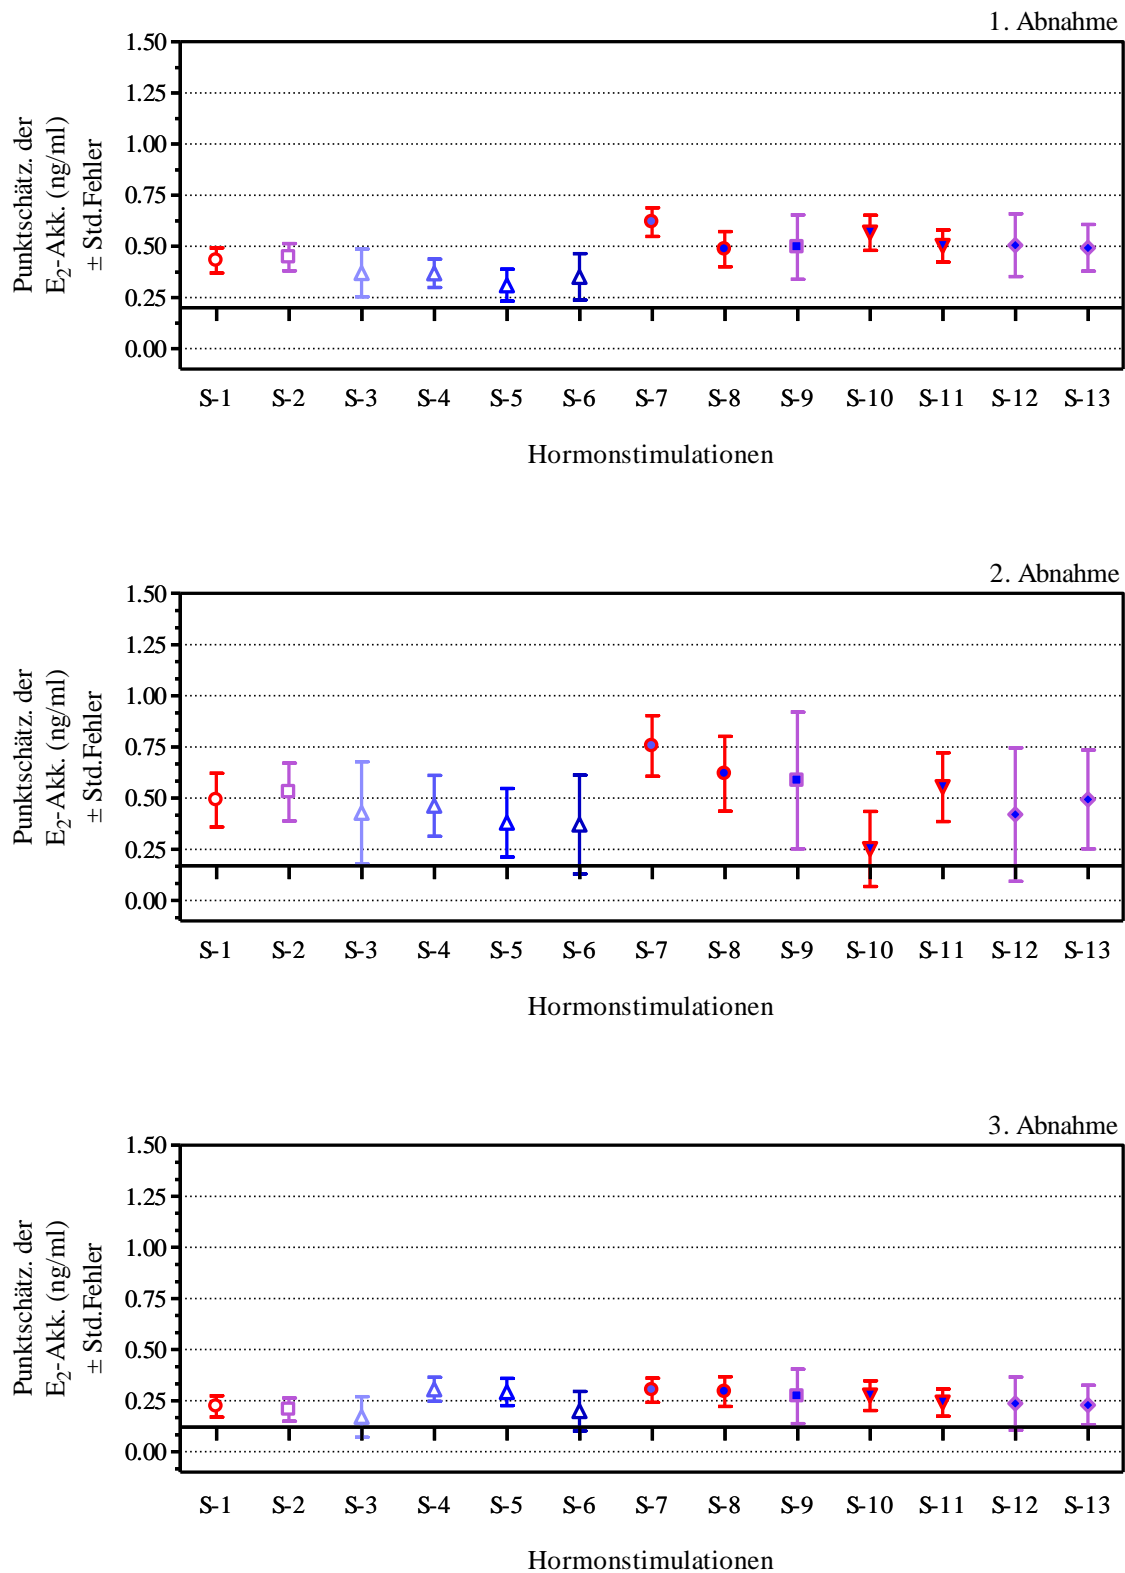 1. Abnahme
Punktschätz. der
E₂-Akk. (ng/ml)
± Std.Fehler
1.50
1.25
1.00
0.75
0.50
0.25
0.00
S-1 S-2 S-3 S-4 S-5 S-6 S-7 S-8 S-9 S-10 S-11 S-12 S-13
Hormonstimulationen
2. Abnahme
Punktschätz. der
E₂-Akk. (ng/ml)
± Std.Fehler
1.50
1.25
1.00
0.75
0.50
0.25
0.00
S-1 S-2 S-3 S-4 S-5 S-6 S-7 S-8 S-9 S-10 S-11 S-12 S-13
Hormonstimulationen
3. Abnahme
Punktschätz. der
E₂-Akk. (ng/ml)
± Std.Fehler
1.50
1.25
1.00
0.75
0.50
0.25
0.00
S-1 S-2 S-3 S-4 S-5 S-6 S-7 S-8 S-9 S-10 S-11 S-12 S-13
Hormonstimulationen